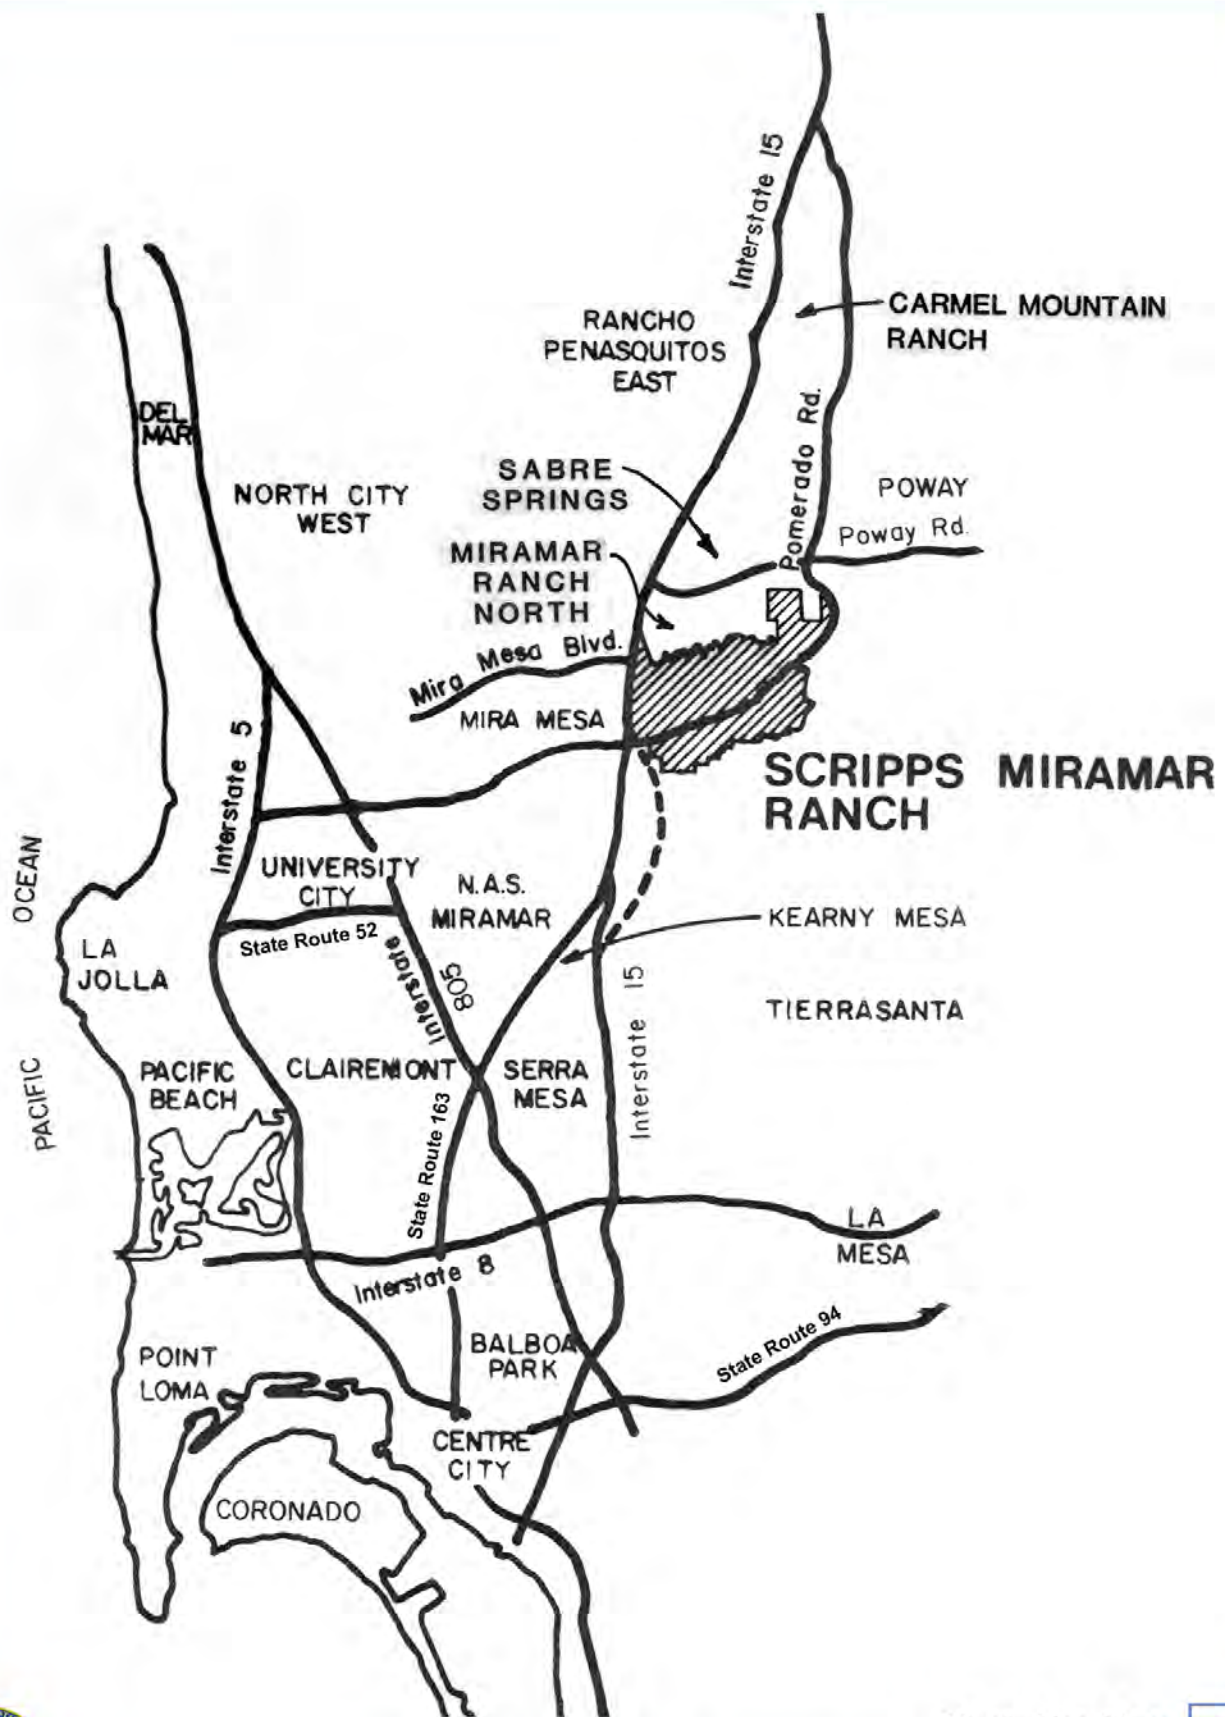 Interstate 15
CARMEL MOUNTAIN
RANCH
RANCHO
PENASQUITOS
EAST
DEL
MAR
Pomerado Rd.
SABRE
SPRINGS
NORTH CITY
WEST
POWAY
Poway Rd.
MIRAMAR
RANCH
NORTH
Mira Mesa Blvd.
MIRA MESA
Interstate 5
SCRIPPS MIRAMAR
RANCH
PACIFIC OCEAN
UNIVERSITY
CITY
N.A.S.
MIRAMAR
KEARNY MESA
State Route 52
LA
JOLLA
Interstate 805
Interstate 15
TIERRASANTA
PACIFIC
BEACH
CLAIREMONT
SERRA
MESA
State Route 163
LA
MESA
Interstate 8
State Route 94
BALBOA
PARK
POINT
LOMA
CENTRE
CITY
CORONADO